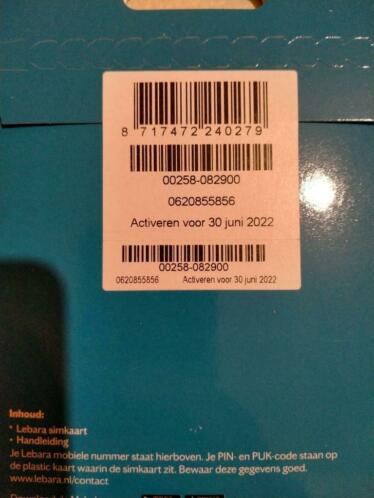 8 717472 240279
00258-082900
0620855856
Activeren voor 30 juni 2022
00258-082900
0620855856 Activeren voor 30 juni 2022
Inhoud:
• Lebara simkaart
• Handleiding
Je Lebara mobiele nummer staat hierboven. Je PIN- en PUK-code staan op
de plastic kaart waarin de simkaart zit. Bewaar deze gegevens goed.
www.lebara.nl/contact